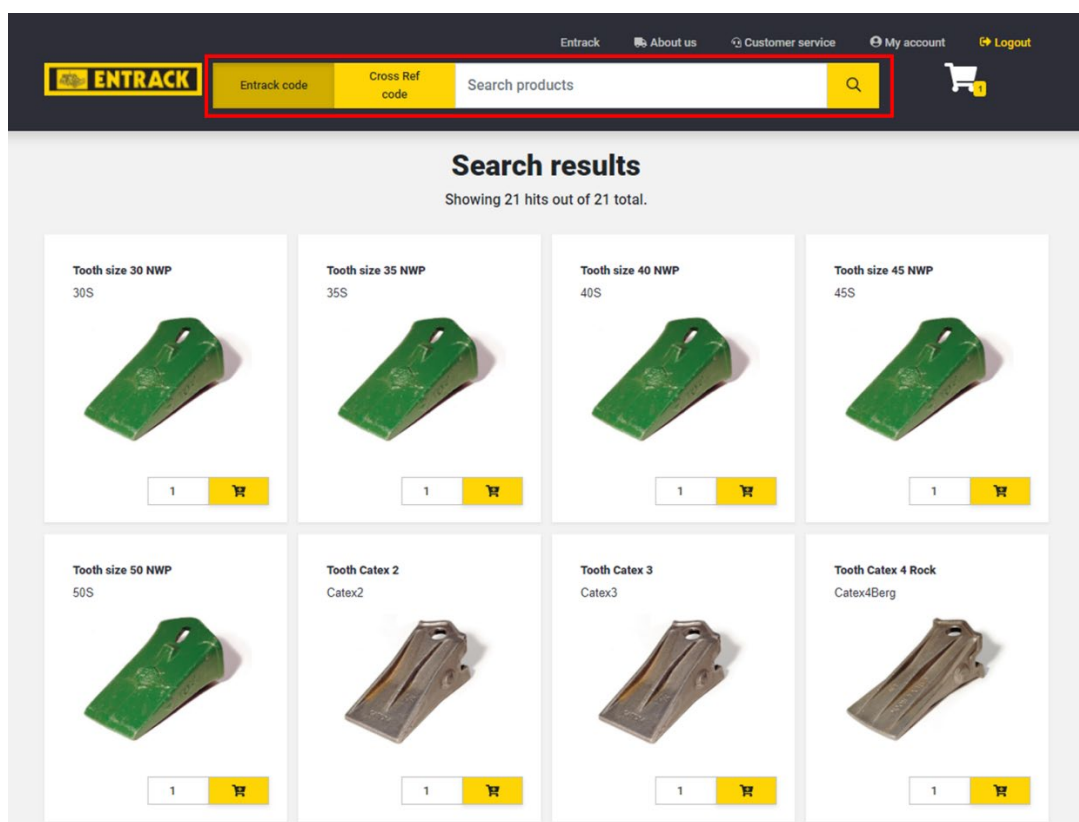 Entrack About us Customer service My account Logout
ENTRACK
Entrack code
Cross Ref
code
Search products
1
Search results
Showing 21 hits out of 21 total.
Tooth size 30 NWP
30S
1
Tooth size 35 NWP
35S
1
Tooth size 40 NWP
40S
1
Tooth size 45 NWP
45S
1
Tooth size 50 NWP
50S
1
Tooth Catex 2
Catex2
1
Tooth Catex 3
Catex3
1
Tooth Catex 4 Rock
Catex4Berg
1